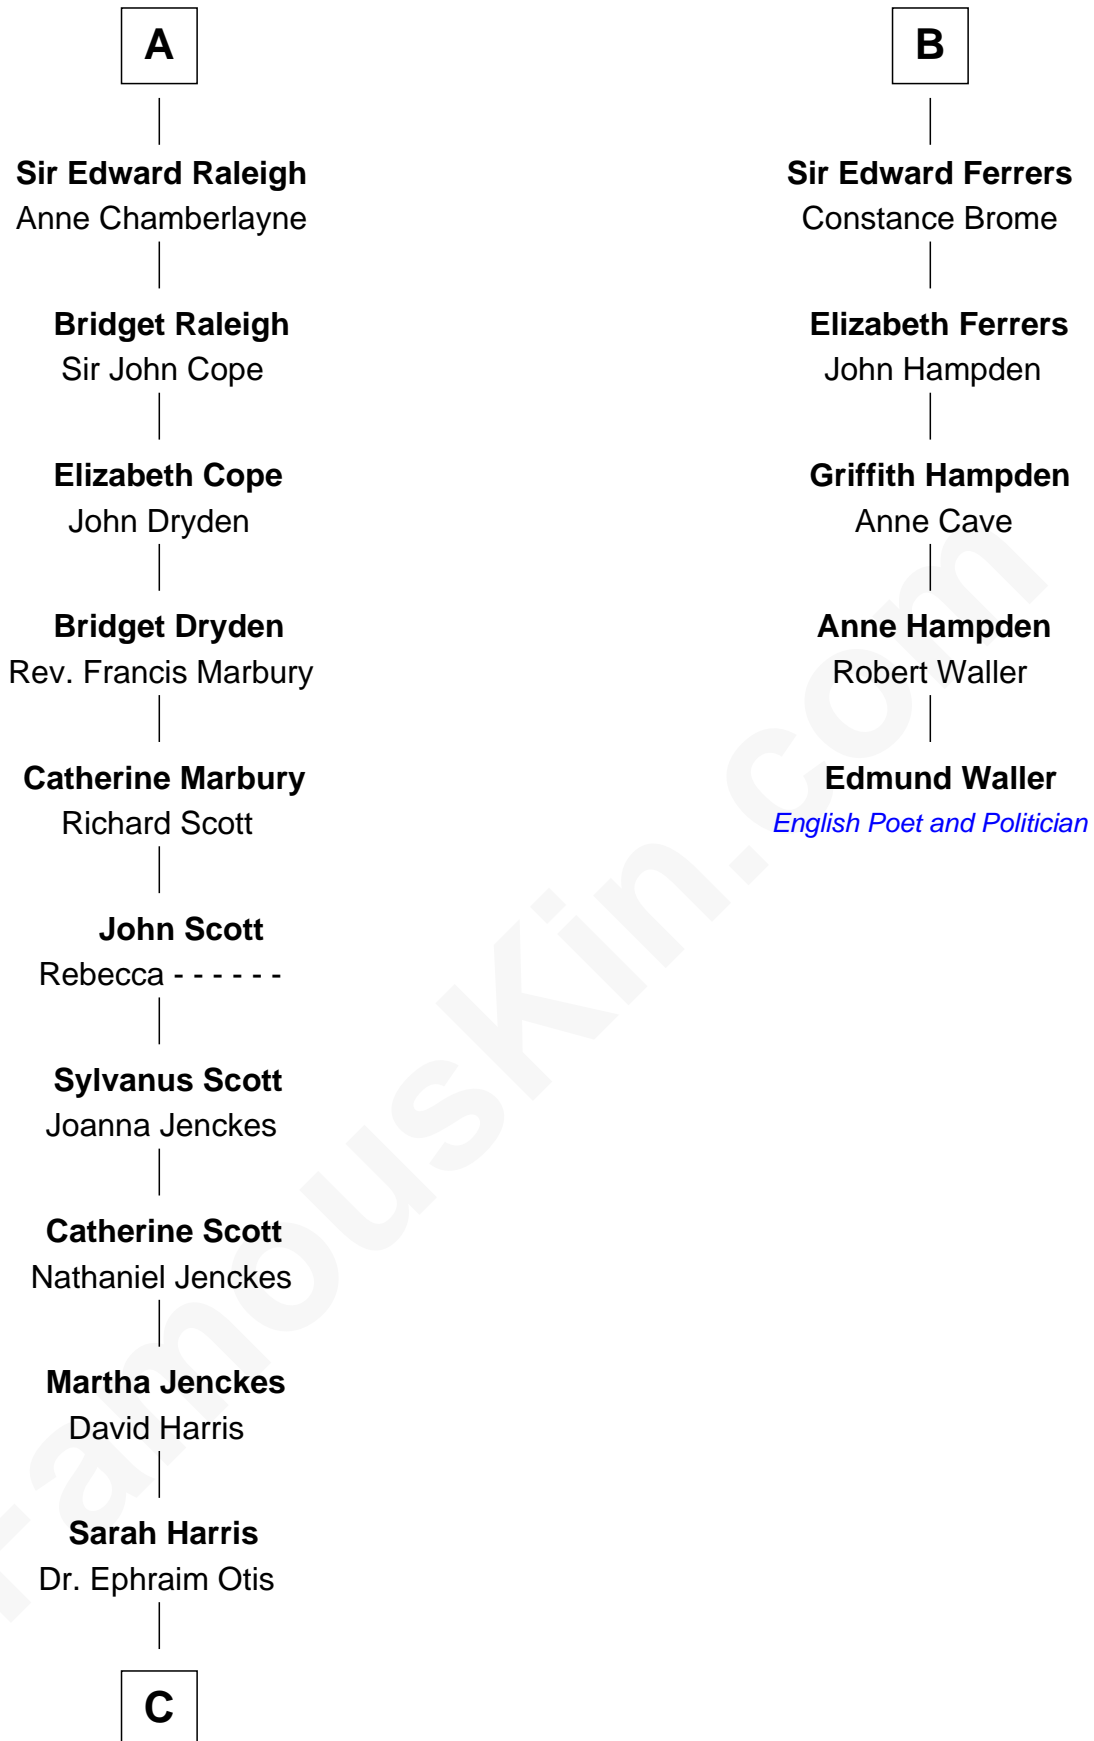 A
Sir Edward Raleigh
Anne Chamberlayne
Bridget Raleigh
Sir John Cope
Elizabeth Cope
John Dryden
Bridget Dryden
Rev. Francis Marbury
Catherine Marbury
Richard Scott
John Scott
Rebecca - - - - - -
Sylvanus Scott
Joanna Jenckes
Catherine Scott
Nathaniel Jenckes
Martha Jenckes
David Harris
Sarah Harris
Dr. Ephraim Otis
C
B
Sir Edward Ferrers
Constance Brome
Elizabeth Ferrers
John Hampden
Griffith Hampden
Anne Cave
Anne Hampden
Robert Waller
Edmund Waller
English Poet and Politician
FamousKin.com